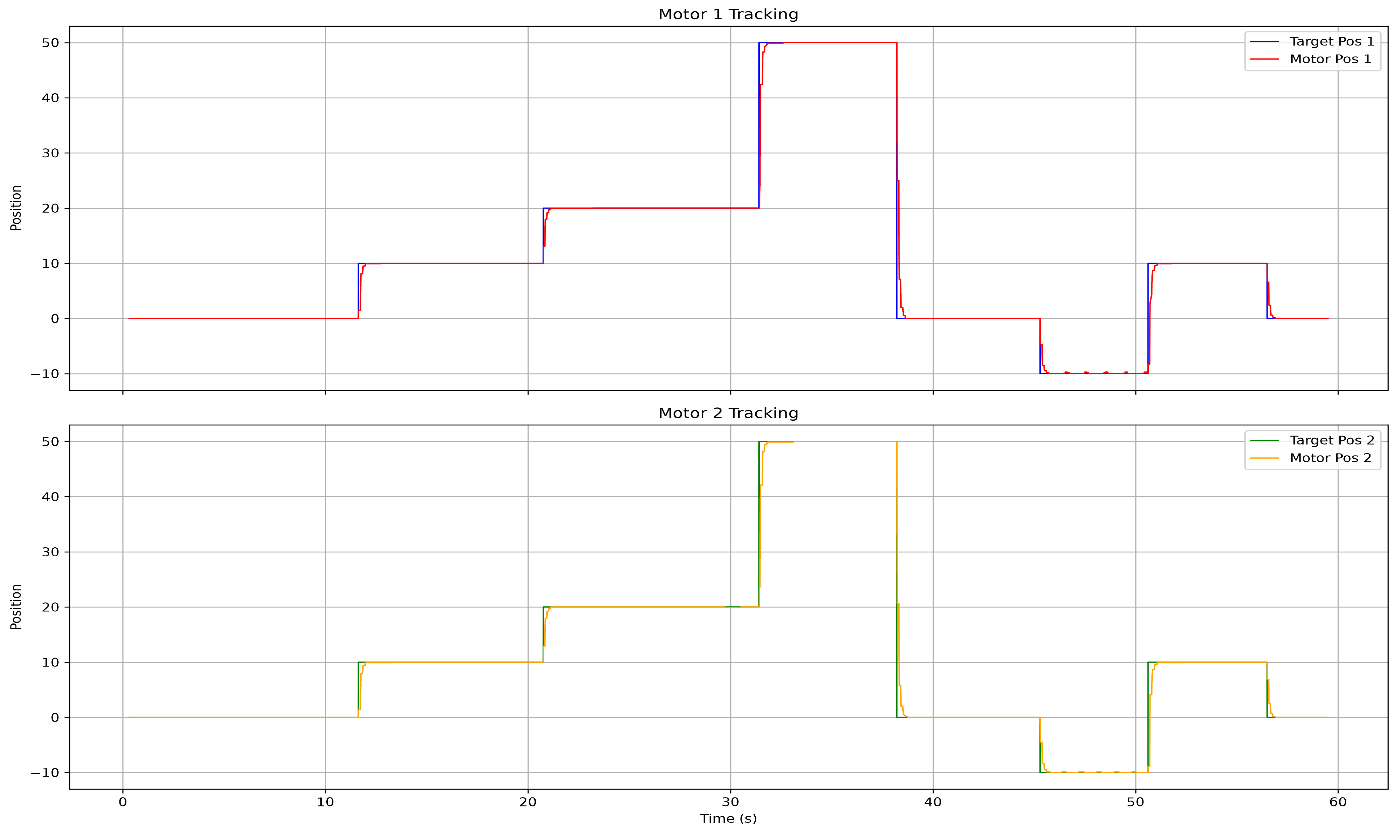 Motor 1 Tracking
50
40
30
20
10
0
−10
Position
Target Pos 1
Motor Pos 1
Motor 2 Tracking
50
40
30
20
10
0
−10
Position
Target Pos 2
Motor Pos 2
0 10 20 30 40 50 60
Time (s)